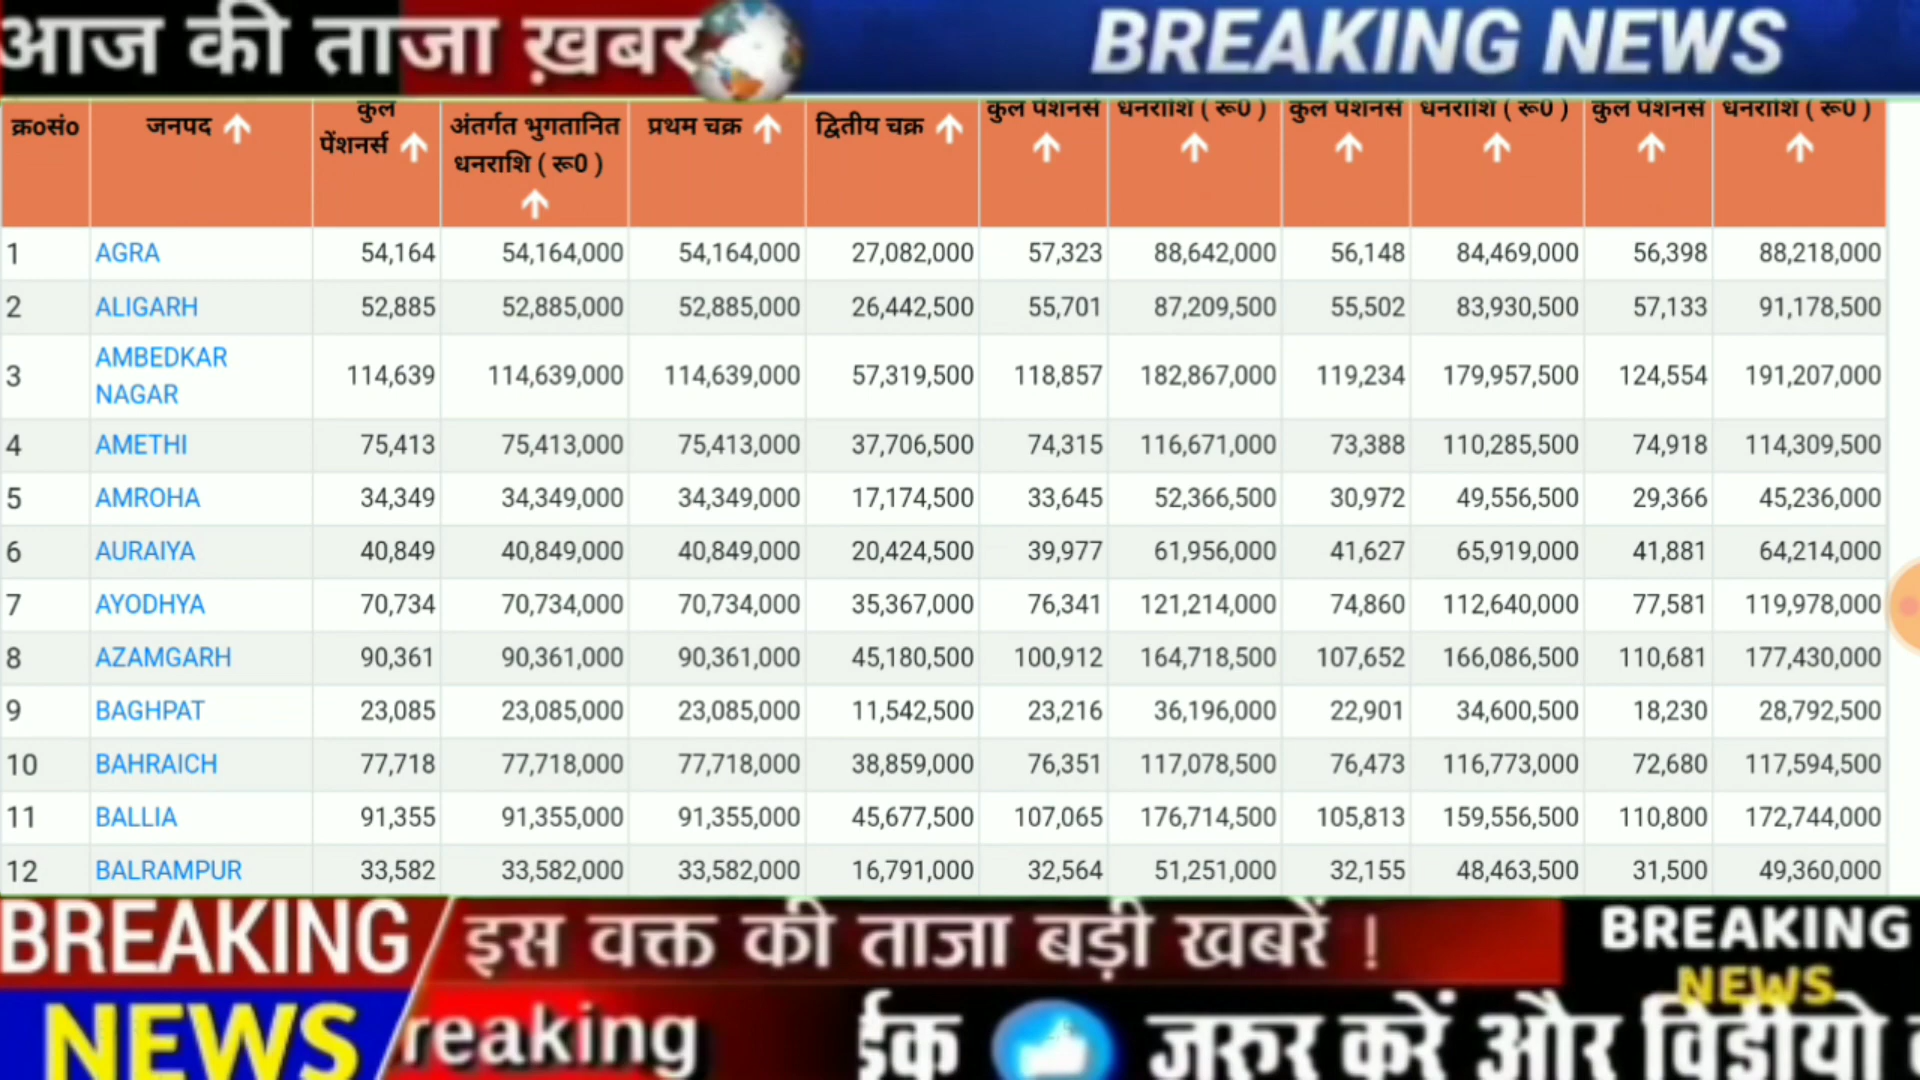 आज की ताजा ख़बर
BREAKING NEWS
क्र०सं० जनपद कुल पेंशनर्स अंतर्गत भुगतानित धनराशि ( रू0 ) प्रथम चक्र द्वितीय चक्र कुल पेंशनर्स धनराशि ( रू0 ) कुल पेंशनर्स धनराशि ( रू0 ) कुल पेंशनर्स धनराशि ( रू0 )
1 AGRA 54,164 54,164,000 54,164,000 27,082,000 57,323 88,642,000 56,148 84,469,000 56,398 88,218,000
2 ALIGARH 52,885 52,885,000 52,885,000 26,442,500 55,701 87,209,500 55,502 83,930,500 57,133 91,178,500
3 AMBEDKAR NAGAR 114,639 114,639,000 114,639,000 57,319,500 118,857 182,867,000 119,234 179,957,500 124,554 191,207,000
4 AMETHI 75,413 75,413,000 75,413,000 37,706,500 74,315 116,671,000 73,388 110,285,500 74,918 114,309,500
5 AMROHA 34,349 34,349,000 34,349,000 17,174,500 33,645 52,366,500 30,972 49,556,500 29,366 45,236,000
6 AURAIYA 40,849 40,849,000 40,849,000 20,424,500 39,977 61,956,000 41,627 65,919,000 41,881 64,214,000
7 AYODHYA 70,734 70,734,000 70,734,000 35,367,000 76,341 121,214,000 74,860 112,640,000 77,581 119,978,000
8 AZAMGARH 90,361 90,361,000 90,361,000 45,180,500 100,912 164,718,500 107,652 166,086,500 110,681 177,430,000
9 BAGHPAT 23,085 23,085,000 23,085,000 11,542,500 23,216 36,196,000 22,901 34,600,500 18,230 28,792,500
10 BAHRAICH 77,718 77,718,000 77,718,000 38,859,000 76,351 117,078,500 76,473 116,773,000 72,680 117,594,500
11 BALLIA 91,355 91,355,000 91,355,000 45,677,500 107,065 176,714,500 105,813 159,556,500 110,800 172,744,000
12 BALRAMPUR 33,582 33,582,000 33,582,000 16,791,000 32,564 51,251,000 32,155 48,463,500 31,500 49,360,000
BREAKING NEWS
इस वक्त की ताजा बड़ी खबरें !
BREAKING NEWS
reaking
ईक जरुर करें और विडीयो